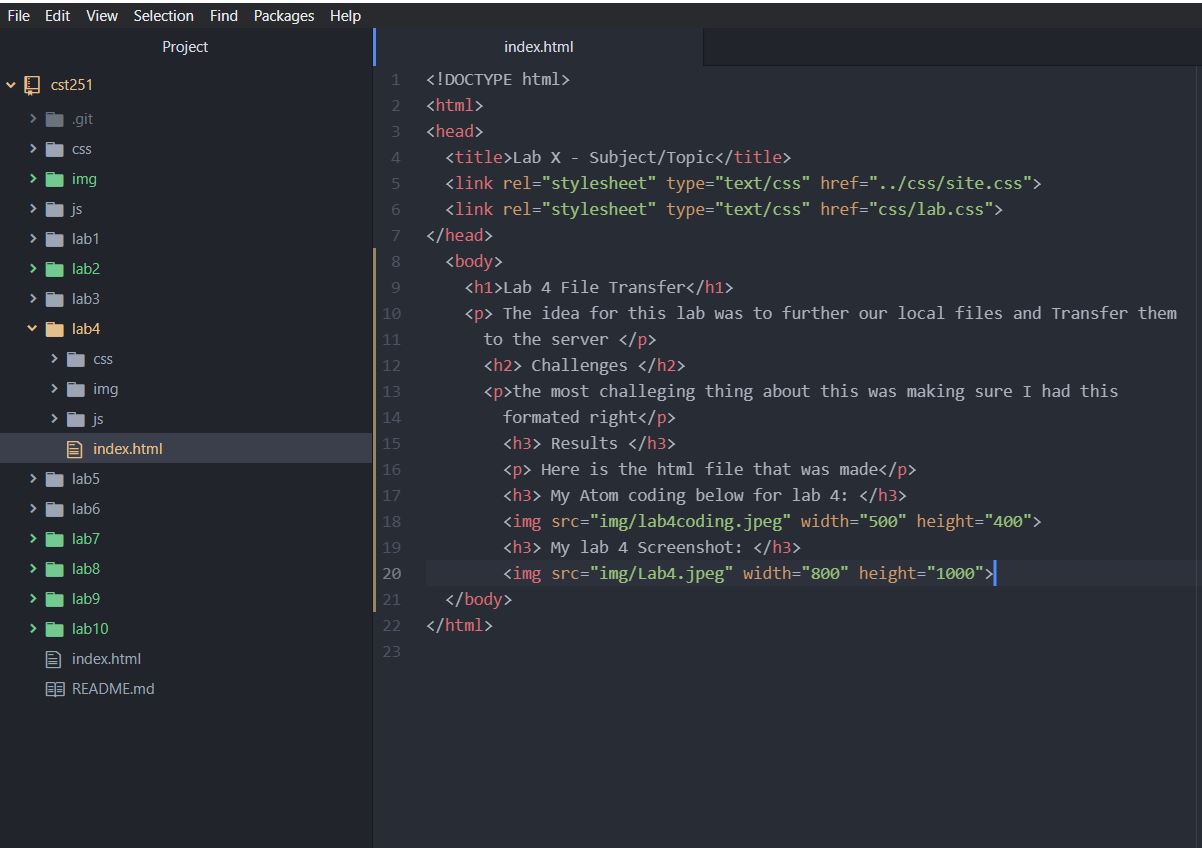 File Edit View Selection Find Packages Help
Project
cst251
.git
css
img
js
lab1
lab2
lab3
lab4
css
img
js
index.html
lab5
lab6
lab7
lab8
lab9
lab10
index.html
README.md
index.html
1 <!DOCTYPE html>
2 <html>
3 <head>
4 <title>Lab X - Subject/Topic</title>
5 <link rel="stylesheet" type="text/css" href="../css/site.css">
6 <link rel="stylesheet" type="text/css" href="css/lab.css">
7 </head>
8 <body>
9 <h1>Lab 4 File Transfer</h1>
10 <p> The idea for this lab was to further our local files and Transfer them
11 to the server </p>
12 <h2> Challenges </h2>
13 <p>the most challeging thing about this was making sure I had this
14 formated right</p>
15 <h3> Results </h3>
16 <p> Here is the html file that was made</p>
17 <h3> My Atom coding below for lab 4: </h3>
18 <img src="img/lab4coding.jpeg" width="500" height="400">
19 <h3> My lab 4 Screenshot: </h3>
20 <img src="img/Lab4.jpeg" width="800" height="1000">
21 </body>
22 </html>
23